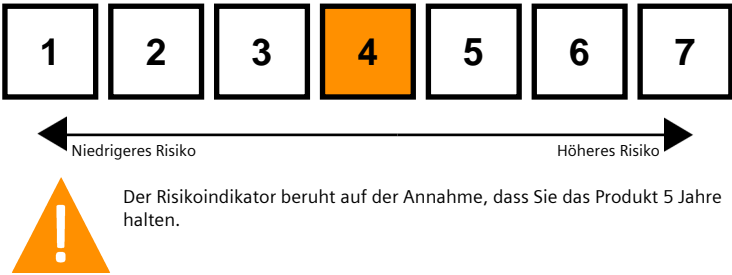 1 2 3 4 5 6 7
Niedrigeres Risiko Höheres Risiko
Der Risikoindikator beruht auf der Annahme, dass Sie das Produkt 5 Jahre
halten.
!